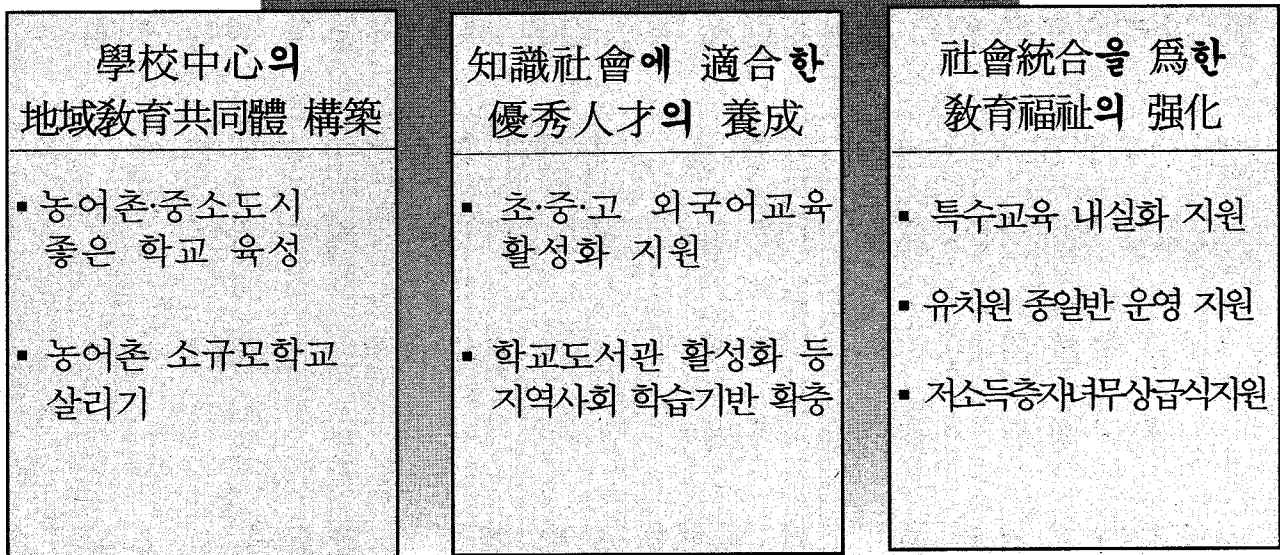 學校中心의
地域敎育共同體 構築
▪ 농어촌·중소도시
좋은 학교 육성
▪ 농어촌 소규모학교
살리기
知識社會에 適合한
優秀人才의 養成
▪ 초·중·고 외국어교육
활성화 지원
▪ 학교도서관 활성화 등
지역사회 학습기반 확충
社會統合을 爲한
敎育福祉의 强化
▪ 특수교육 내실화 지원
▪ 유치원 종일반 운영 지원
▪ 저소득층자녀무상급식지원